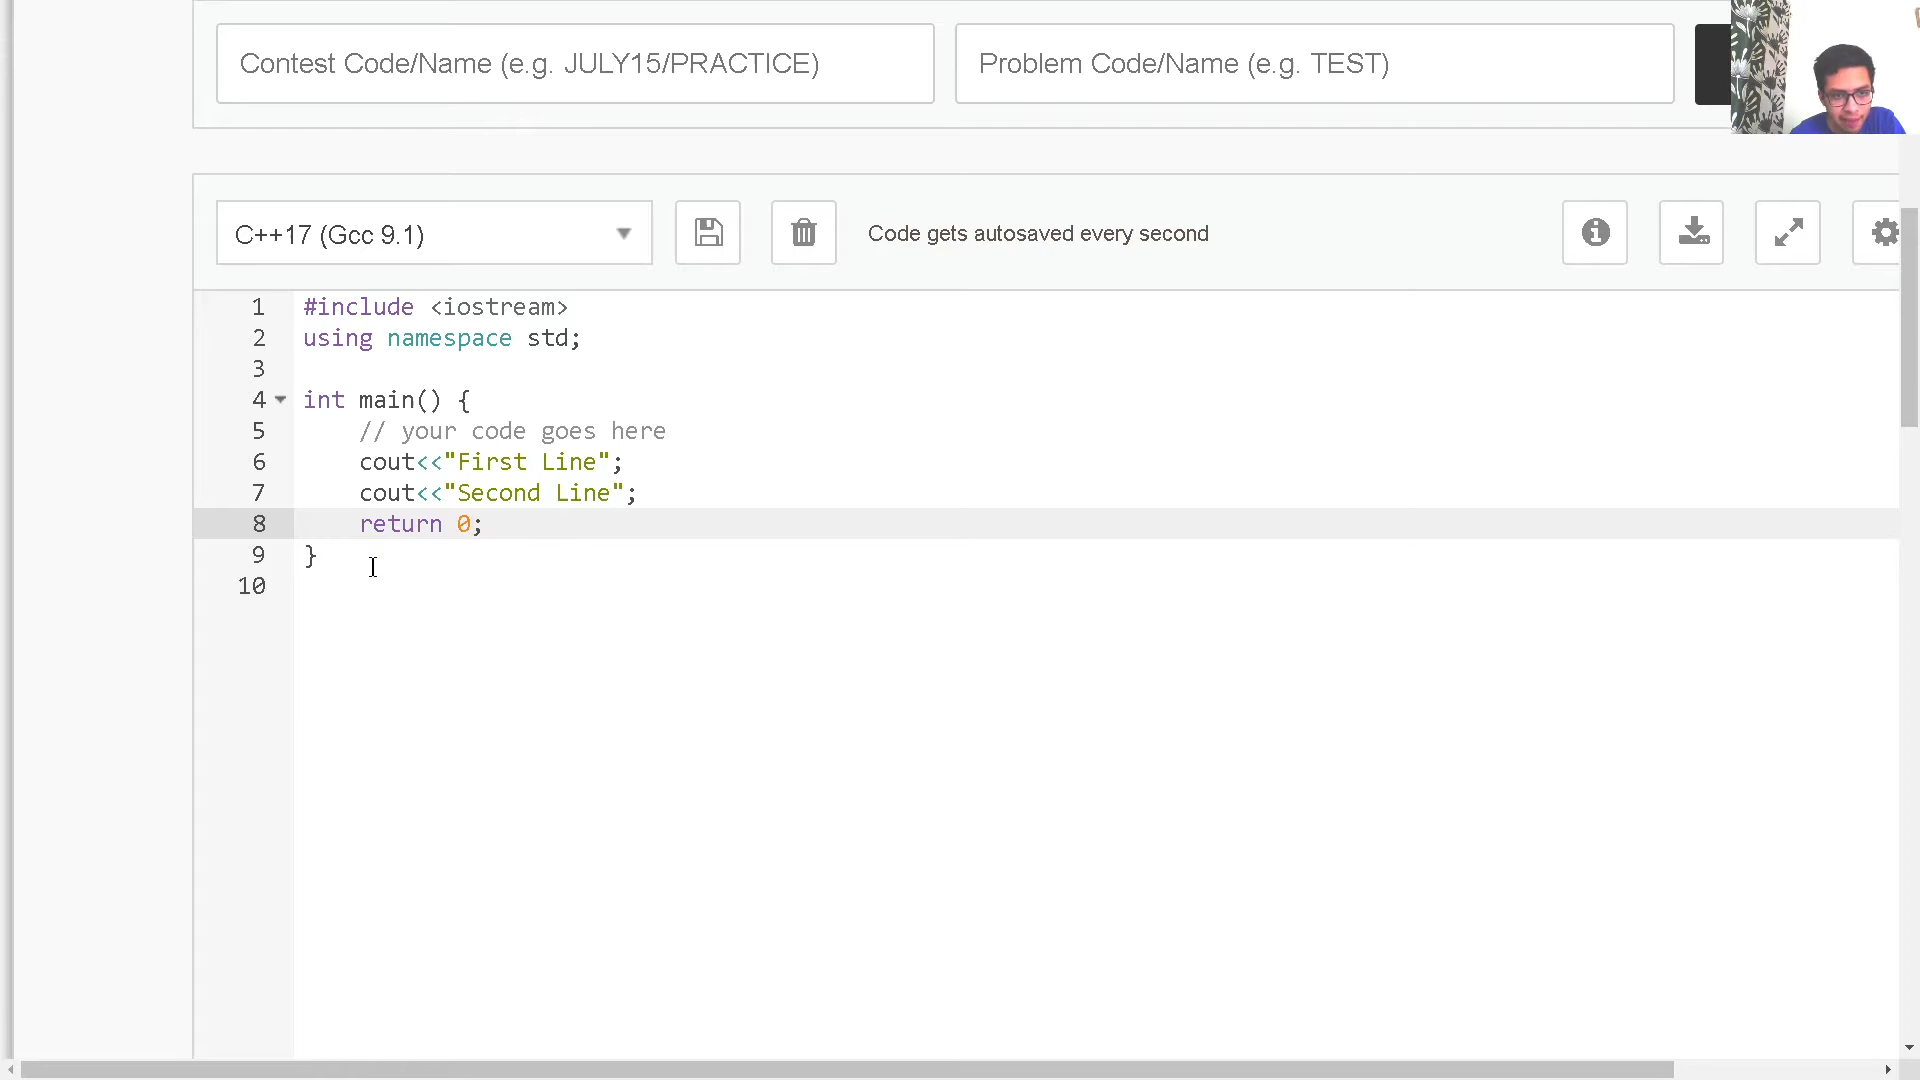 Contest Code/Name (e.g. JULY15/PRACTICE)
Problem Code/Name (e.g. TEST)
C++17 (Gcc 9.1)
Code gets autosaved every second
1 #include <iostream>
2 using namespace std;
3
4 int main() {
5 // your code goes here
6 cout<<"First Line";
7 cout<<"Second Line";
8 return 0;
9 }
10